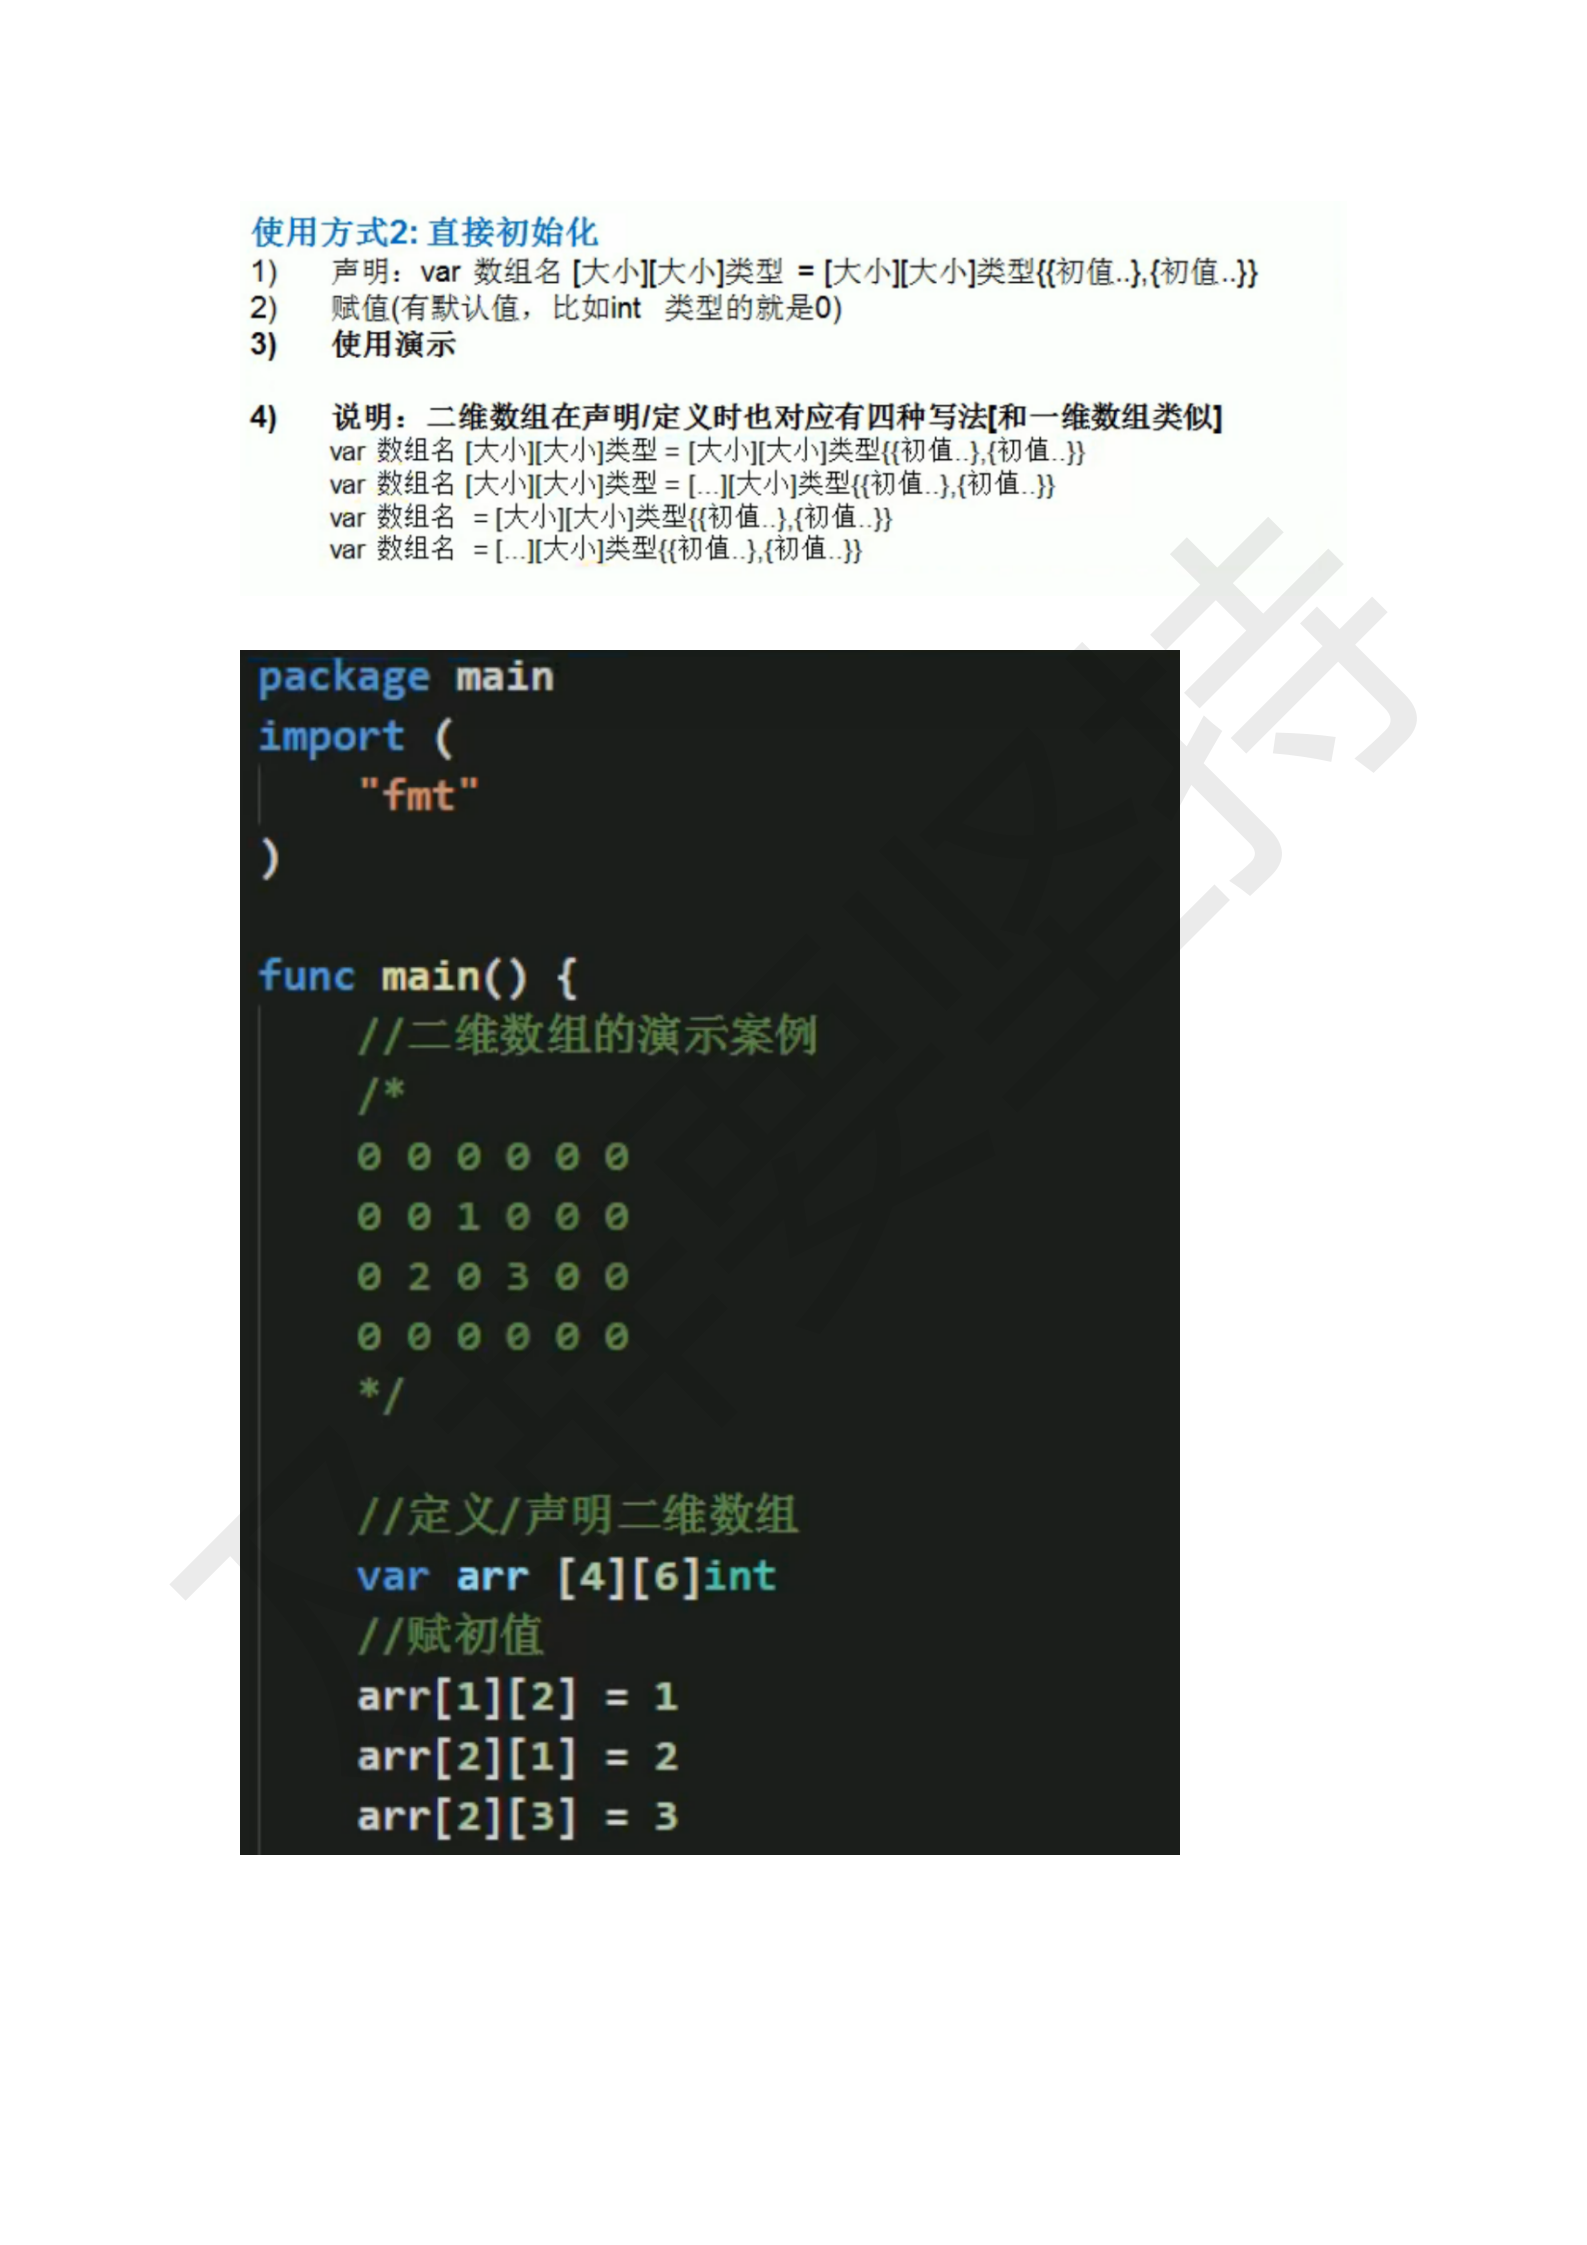 使用方式2: 直接初始化
1) 声明：var 数组名 [大小][大小]类型 = [大小][大小]类型{{初值..},{初值..}}
2) 赋值(有默认值，比如int 类型的就是0)
3) 使用演示
4) 说明：二维数组在声明/定义时也对应有四种写法[和一维数组类似]
var 数组名 [大小][大小]类型 = [大小][大小]类型{{初值..},{初值..}}
var 数组名 [大小][大小]类型 = [...][大小]类型{{初值..},{初值..}}
var 数组名 = [大小][大小]类型{{初值..},{初值..}}
var 数组名 = [...][大小]类型{{初值..},{初值..}}
package main
import (
"fmt"
)
func main() {
//二维数组的演示案例
/*
0 0 0 0 0 0
0 0 1 0 0 0
0 2 0 3 0 0
0 0 0 0 0 0
*/
//定义/声明二维数组
var arr [4][6]int
//赋初值
arr[1][2] = 1
arr[2][1] = 2
arr[2][3] = 3